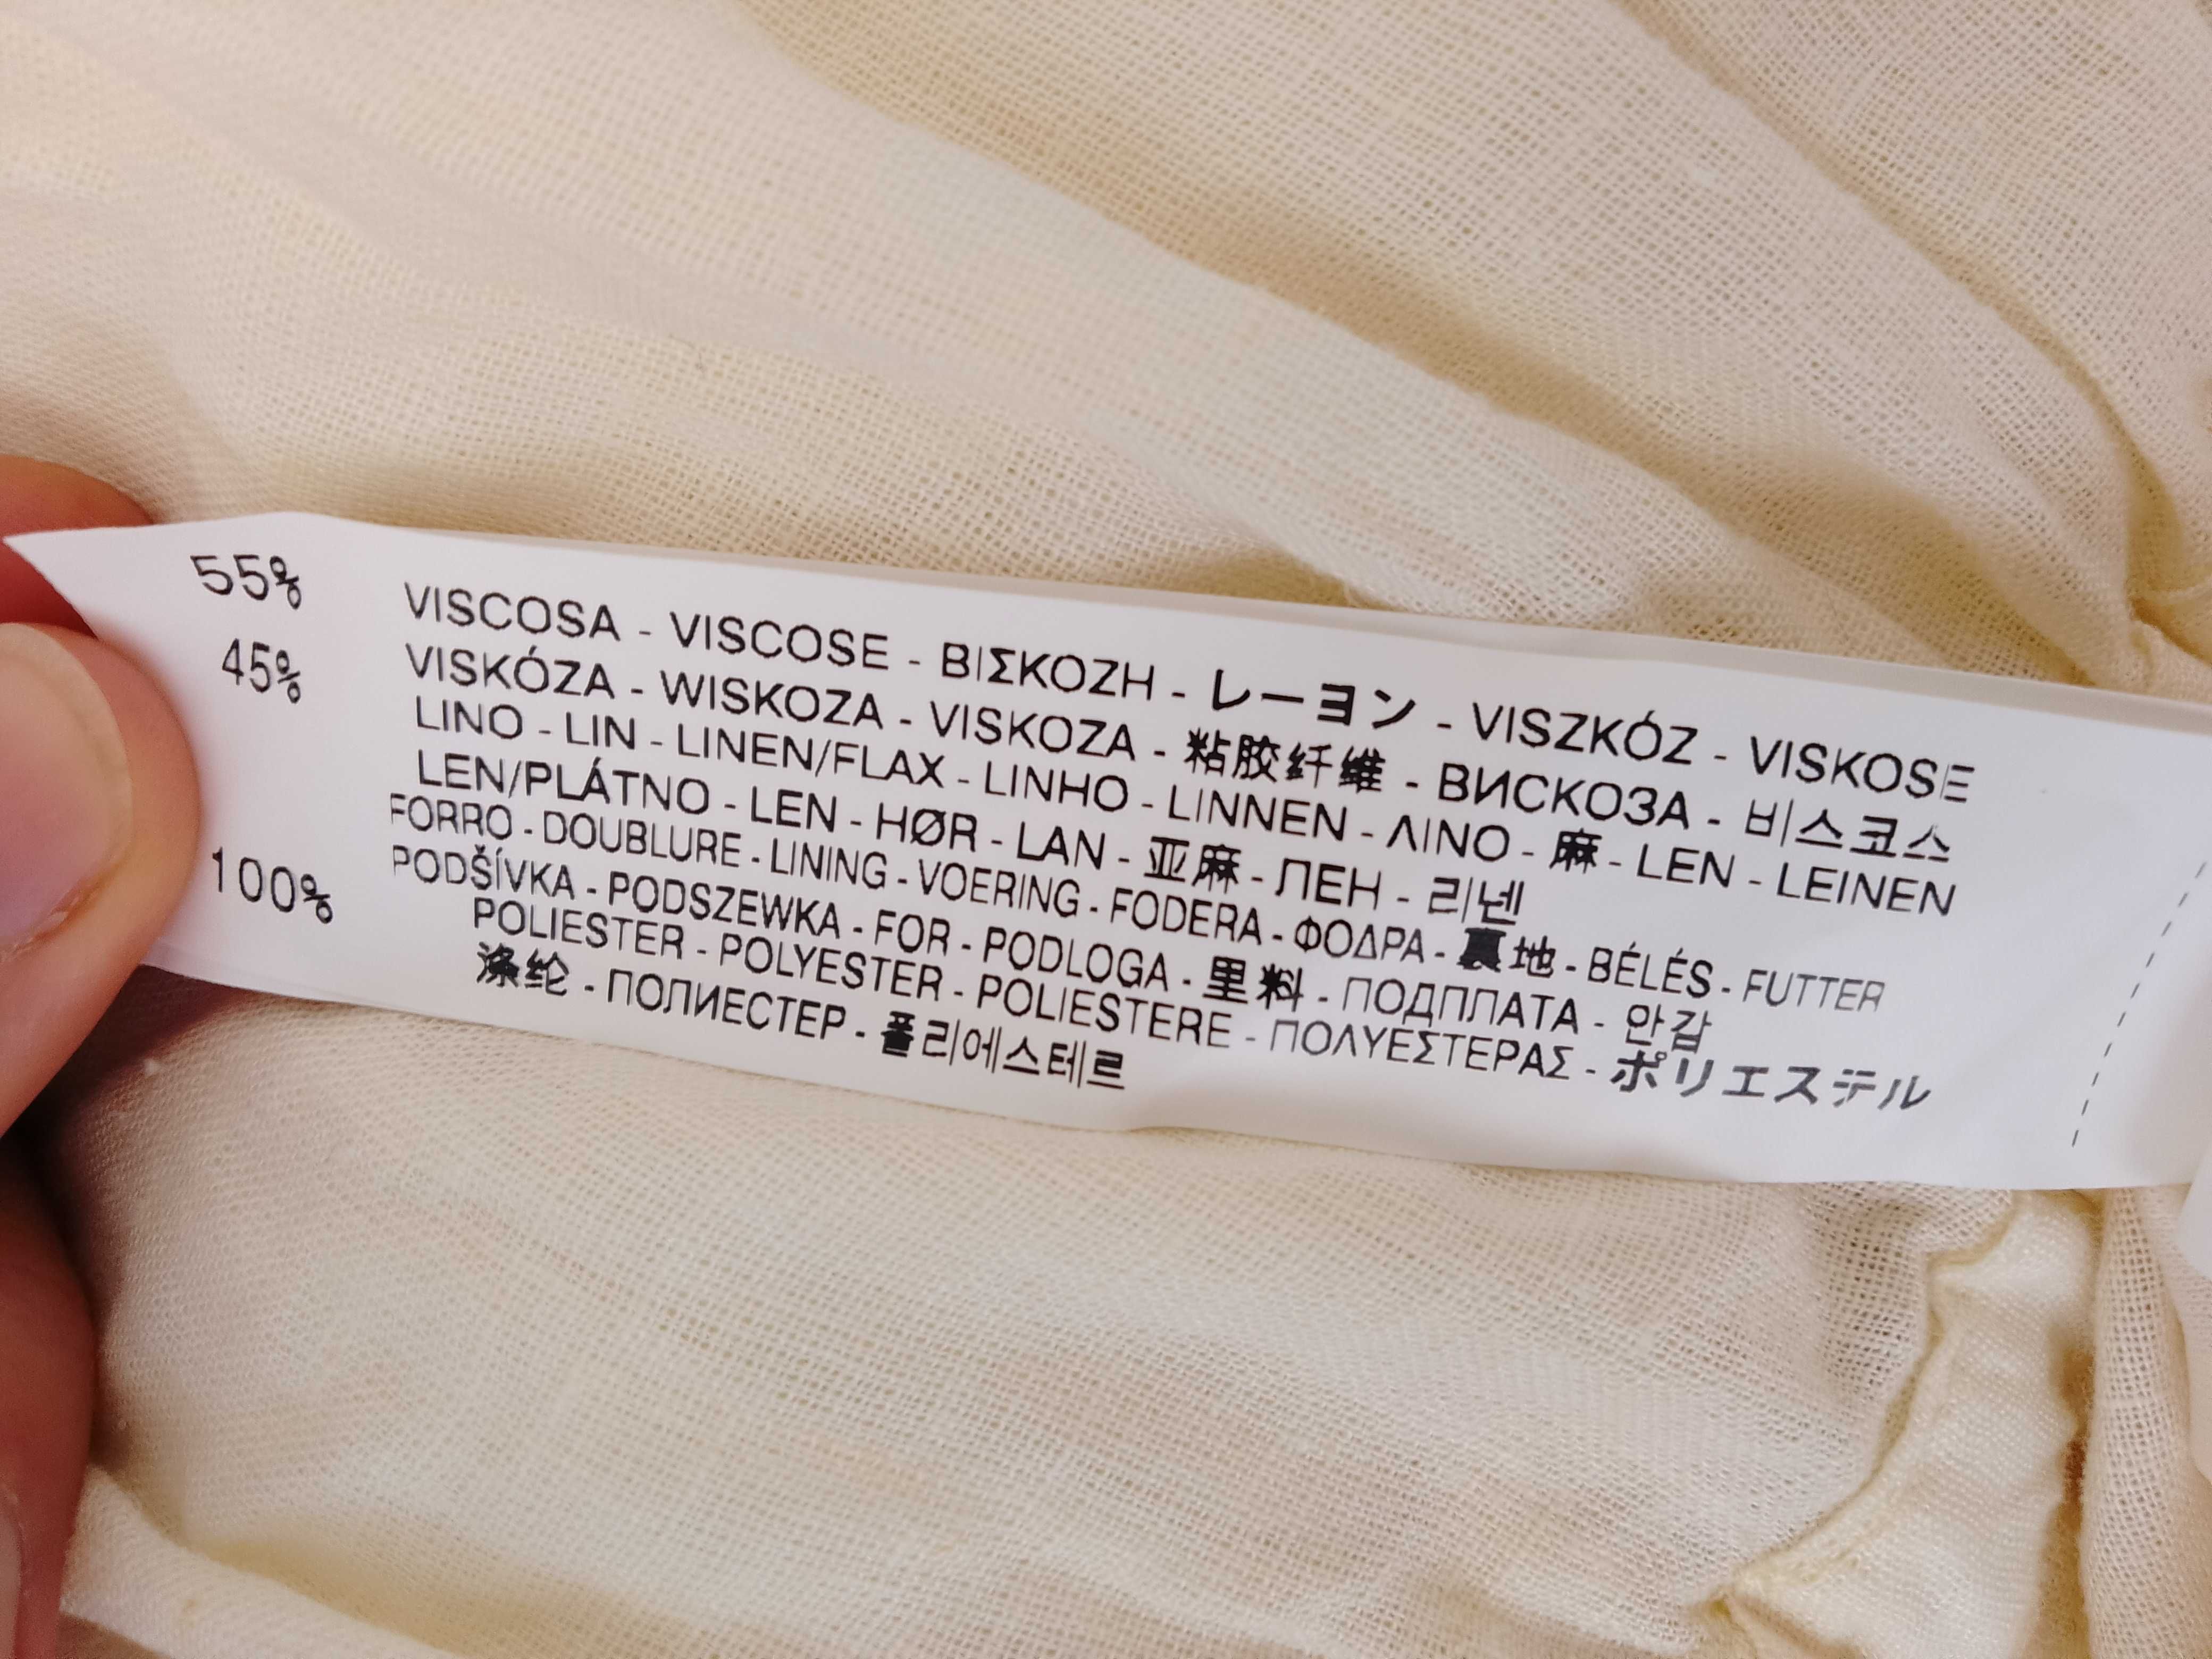 55% VISCOSA - VISCOSE - ΒΙΣΚΟΖΗ - レーヨン - VISZKÓZ - VISKOSE
VISKÓZA - WISKOZA - VISKOZA - 粘胶纤维 - ВИСКОЗА - 비스코스
45% LINO - LIN - LINEN/FLAX - LINHO - LINNEN - ΛΙΝΟ - 麻 - LEN - LEINEN
LEN/PLÁTNO - LEN - HØR - LAN - 亚麻 - ЛЕН - 리넨
FORRO - DOUBLURE - LINING - VOERING - FODERA - ΦΟΔΡΑ - 裏地 - BÉLÉS - FUTTER
PODŠÍVKA - PODSZEWKA - FOR - PODLOGA - 里料 - ПОДПЛАТА - 안감
100% POLIESTER - POLYESTER - POLIESTERE - ΠΟΛΥΕΣΤΕΡΑΣ - ポリエステル
涤纶 - ПОЛИЕСТЕР - 폴리에스테르